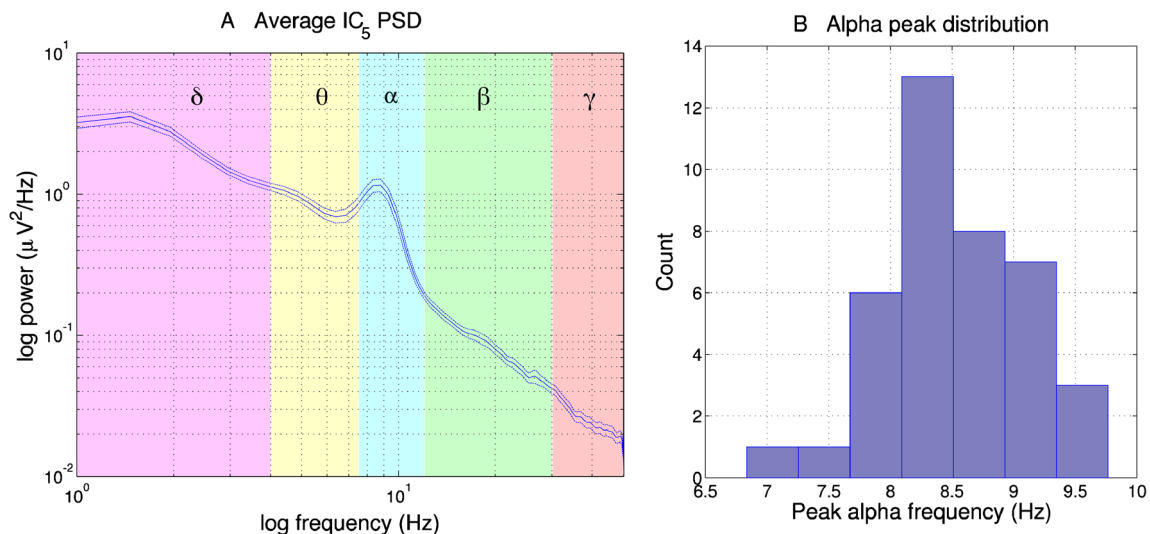 A Average IC5 PSD
10^1
10^0
10^-1
10^-2
log power (μ V^2/Hz)
δ θ α β γ
10^0 10^1
log frequency (Hz)
B Alpha peak distribution
14
12
10
8
6
4
2
0
Count
6.5 7 7.5 8 8.5 9 9.5 10
Peak alpha frequency (Hz)